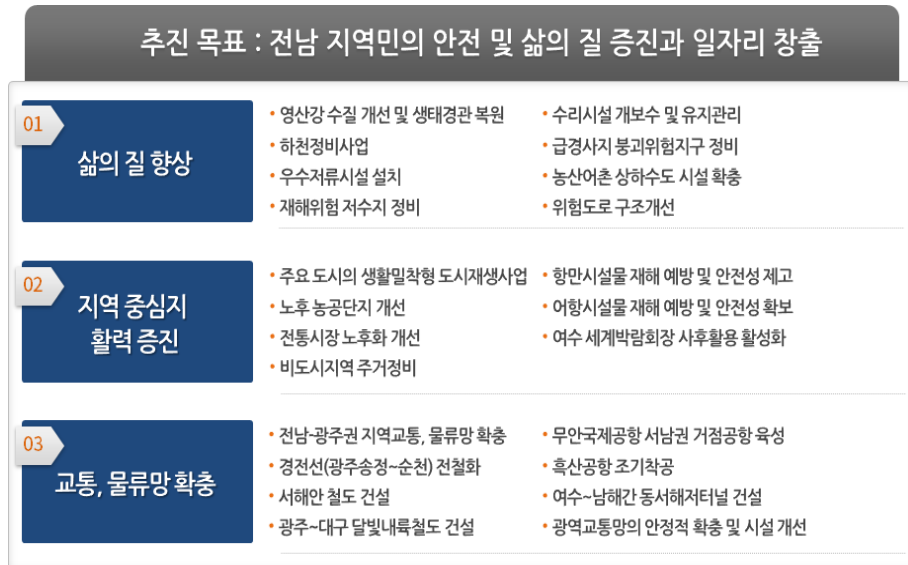 추진 목표 : 전남 지역민의 안전 및 삶의 질 증진과 일자리 창출
01
삶의 질 향상
• 영산강 수질 개선 및 생태경관 복원
• 하천정비사업
• 우수저류시설 설치
• 재해위험 저수지 정비
• 수리시설 개보수 및 유지관리
• 급경사지 붕괴위험지구 정비
• 농산어촌 상하수도 시설 확충
• 위험도로 구조개선
02
지역 중심지
활력 증진
• 주요 도시의 생활밀착형 도시재생사업
• 노후 농공단지 개선
• 전통시장 노후화 개선
• 비도시지역 주거정비
• 항만시설물 재해 예방 및 안전성 제고
• 어항시설물 재해 예방 및 안전성 확보
• 여수 세계박람회장 사후활용 활성화
03
교통, 물류망 확충
• 전남-광주권 지역교통, 물류망 확충
• 경전선(광주송정~순천) 전철화
• 서해안 철도 건설
• 광주~대구 달빛내륙철도 건설
• 무안국제공항 서남권 거점공항 육성
• 흑산공항 조기착공
• 여수~남해간 동서해저터널 건설
• 광역교통망의 안정적 확충 및 시설 개선